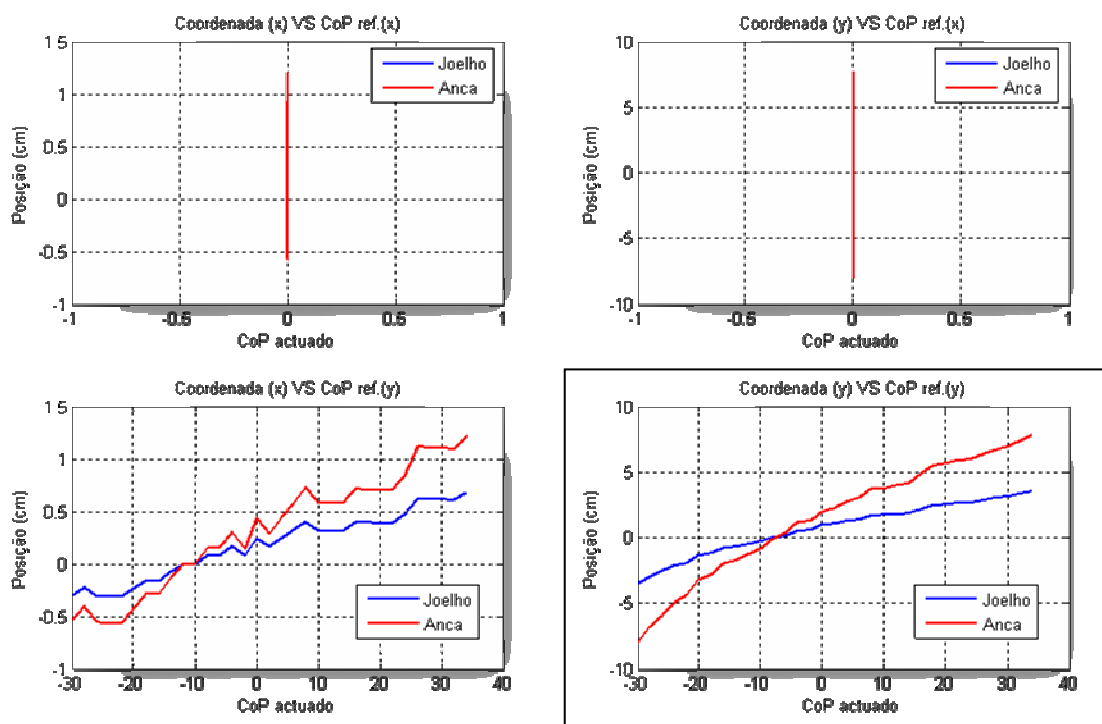 Coordenada (x) VS CoP ref.(x)
1.5
1
0.5
0
-0.5
-1
Posição (cm)
Joelho
Anca
-1
-0.5
0
0.5
1
CoP actuado
Coordenada (y) VS CoP ref.(x)
10
5
0
-5
-10
Posição (cm)
Joelho
Anca
-1
-0.5
0
0.5
1
CoP actuado
Coordenada (x) VS CoP ref.(y)
1.5
1
0.5
0
-0.5
-1
Posição (cm)
Joelho
Anca
-30
-20
-10
0
10
20
30
40
CoP actuado
Coordenada (y) VS CoP ref.(y)
10
5
0
-5
-10
Posição (cm)
Joelho
Anca
-30
-20
-10
0
10
20
30
40
CoP actuado